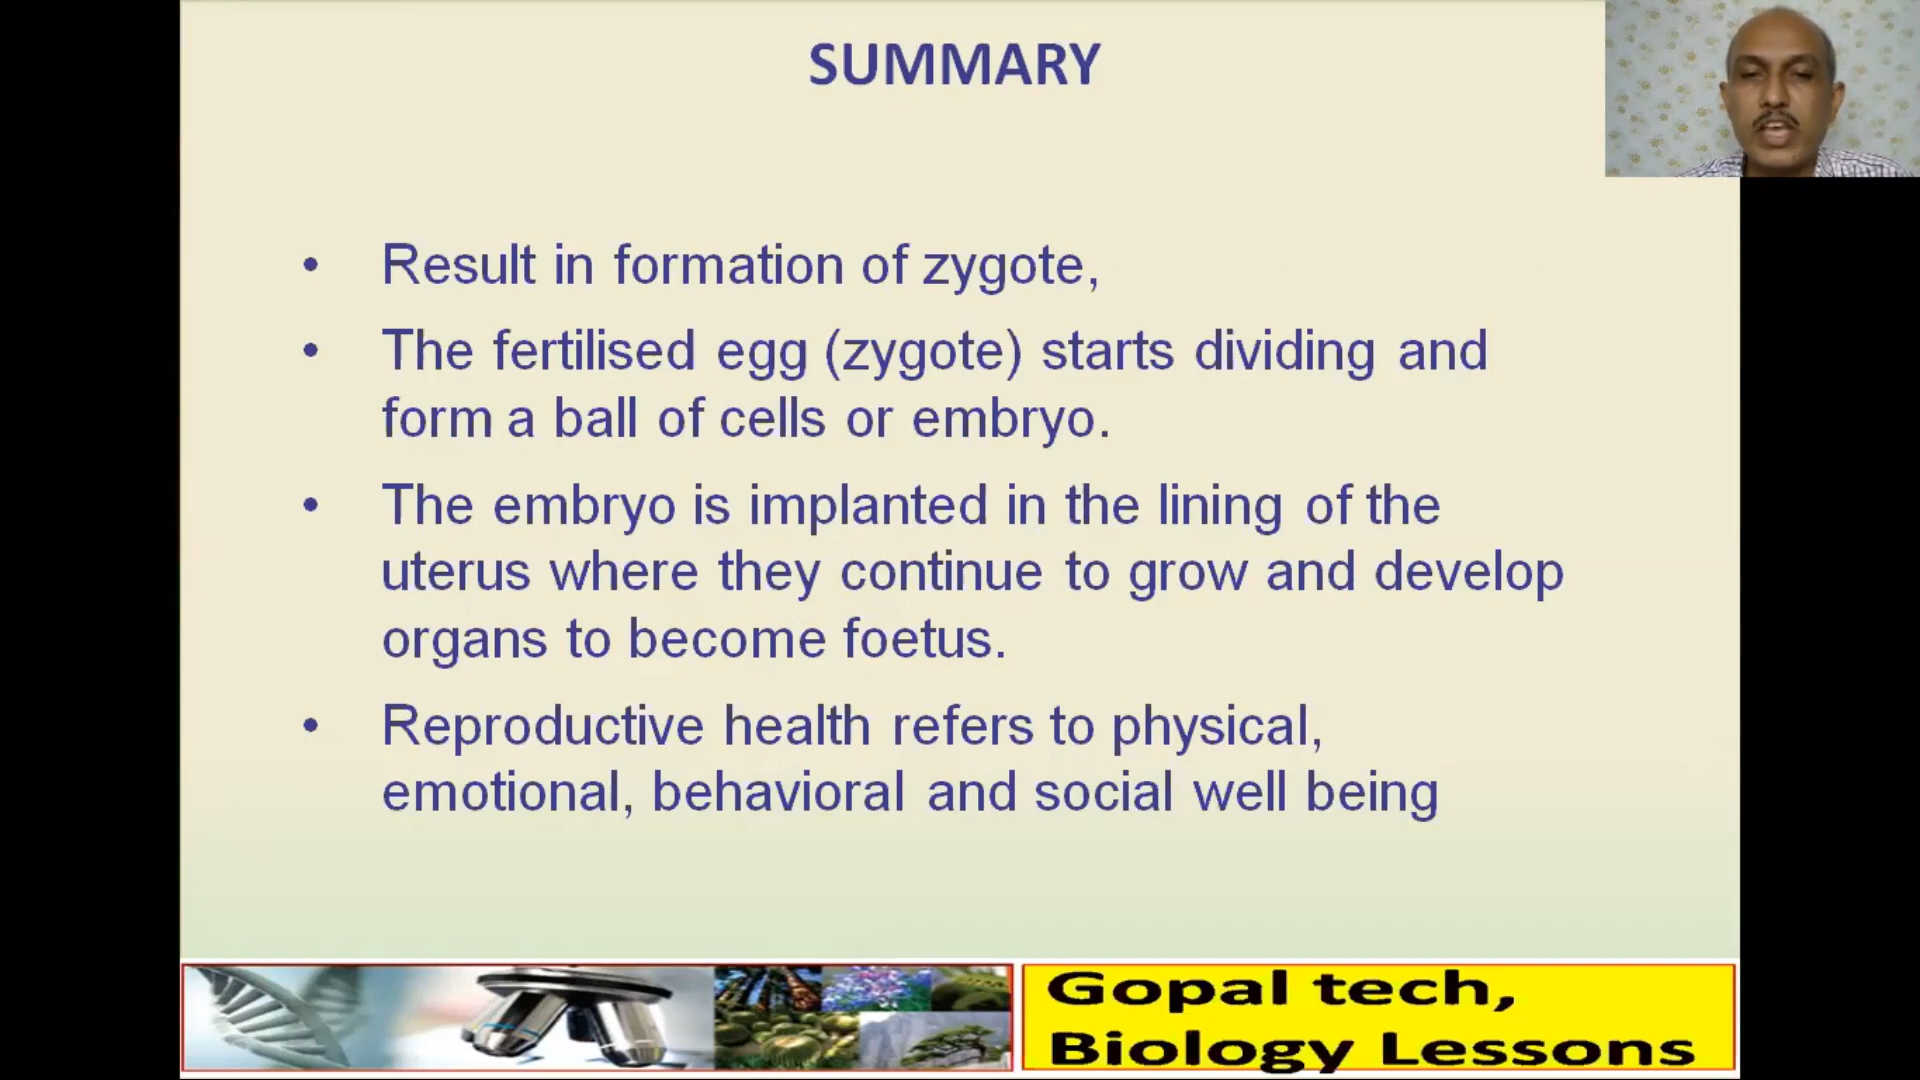 SUMMARY
• Result in formation of zygote,
• The fertilised egg (zygote) starts dividing and
form a ball of cells or embryo.
• The embryo is implanted in the lining of the
uterus where they continue to grow and develop
organs to become foetus.
• Reproductive health refers to physical,
emotional, behavioral and social well being
Gopal tech,
Biology Lessons